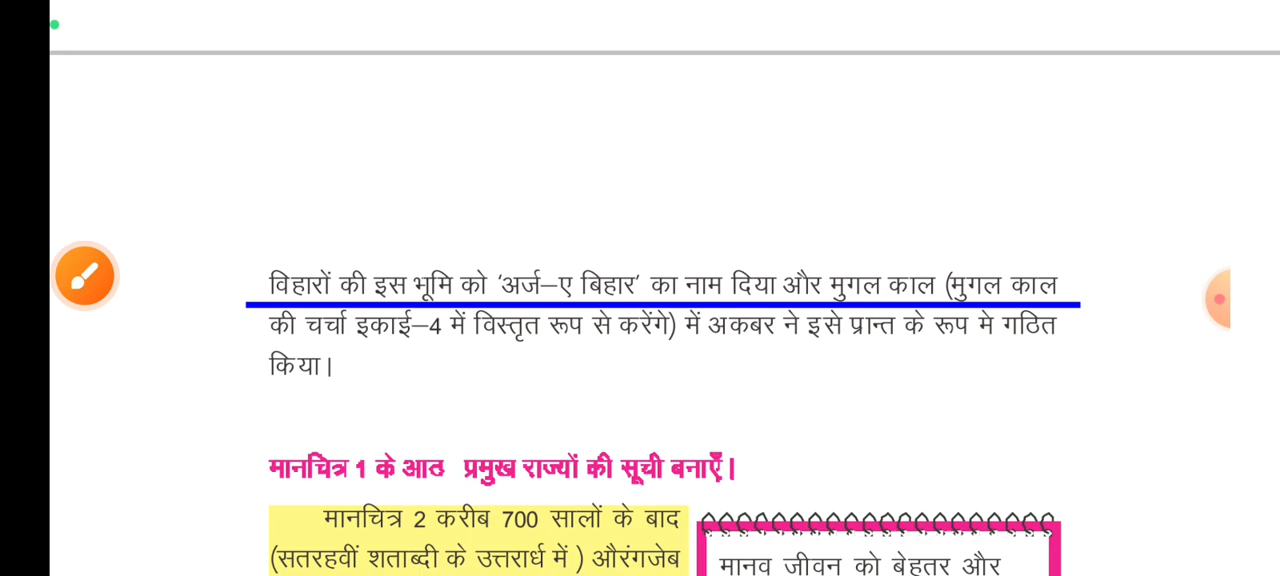 विहारों की इस भूमि को ‘अर्ज–ए बिहार’ का नाम दिया और मुगल काल (मुगल काल
की चर्चा इकाई–4 में विस्तृत रूप से करेंगे) में अकबर ने इसे प्रान्त के रूप मे गठित
किया।
मानचित्र 1 के आठ प्रमुख राज्यों की सूची बनाएँ।
मानचित्र 2 करीब 700 सालों के बाद
(सतरहवीं शताब्दी के उत्तरार्ध में ) औरंगजेब
मानव जीवन को बेहतर और